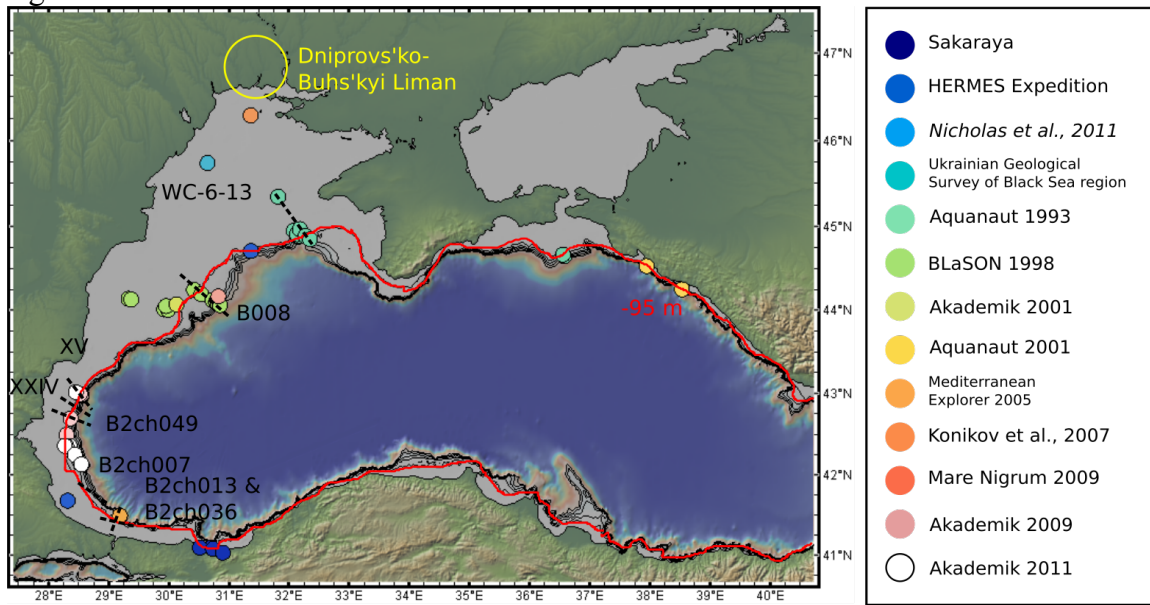 Dniprovs'ko-
Buhs'kyi Liman
WC-6-13
B008
-95 m
XV
XXIV
B2ch049
B2ch007
B2ch013 &
B2ch036
47°N
46°N
45°N
44°N
43°N
42°N
41°N
28°E 29°E 30°E 31°E 32°E 33°E 34°E 35°E 36°E 37°E 38°E 39°E 40°E
Sakaraya
HERMES Expedition
Nicholas et al., 2011
Ukrainian Geological
Survey of Black Sea region
Aquanaut 1993
BLaSON 1998
Akademik 2001
Aquanaut 2001
Mediterranean
Explorer 2005
Konikov et al., 2007
Mare Nigrum 2009
Akademik 2009
Akademik 2011